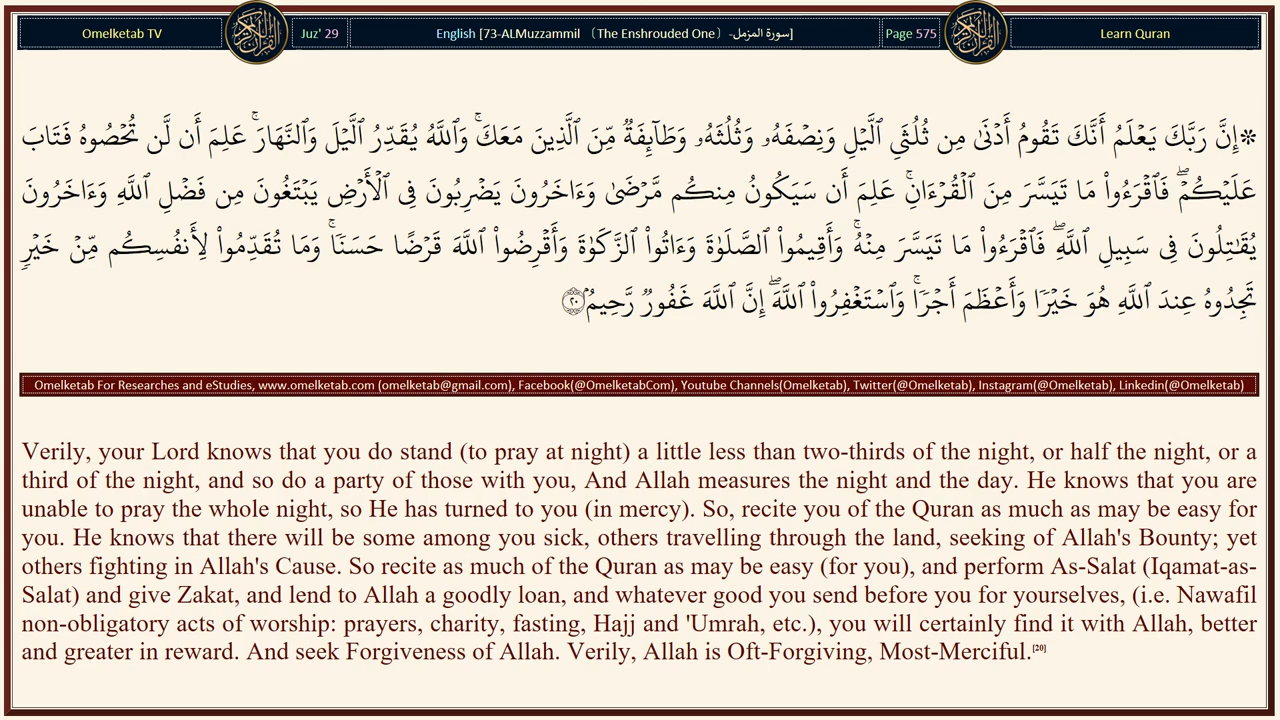 Omelketab TV
Juz' 29
English [73-ALMuzzammil （The Enshrouded One）-سورة المزمل]
Page 575
Learn Quran
۞إِنَّ رَبَّكَ يَعۡلَمُ أَنَّكَ تَقُومُ أَدۡنَىٰ مِن ثُلُثَيِ ٱلَّيۡلِ وَنِصۡفَهُۥ وَثُلُثَهُۥ وَطَآئِفَةٞ مِّنَ ٱلَّذِينَ مَعَكَۚ وَٱللَّهُ يُقَدِّرُ ٱلَّيۡلَ وَٱلنَّهَارَۚ عَلِمَ أَن لَّن تُحۡصُوهُ فَتَابَ
عَلَيۡكُمۡۖ فَٱقۡرَءُواْ مَا تَيَسَّرَ مِنَ ٱلۡقُرۡءَانِۚ عَلِمَ أَن سَيَكُونُ مِنكُم مَّرۡضَىٰ وَءَاخَرُونَ يَضۡرِبُونَ فِي ٱلۡأَرۡضِ يَبۡتَغُونَ مِن فَضۡلِ ٱللَّهِ وَءَاخَرُونَ
يُقَٰتِلُونَ فِي سَبِيلِ ٱللَّهِۖ فَٱقۡرَءُواْ مَا تَيَسَّرَ مِنۡهُۚ وَأَقِيمُواْ ٱلصَّلَوٰةَ وَءَاتُواْ ٱلزَّكَوٰةَ وَأَقۡرِضُواْ ٱللَّهَ قَرۡضًا حَسَنٗاۚ وَمَا تُقَدِّمُواْ لِأَنفُسِكُم مِّنۡ خَيۡرٖ
تَجِدُوهُ عِندَ ٱللَّهِ هُوَ خَيۡرٗا وَأَعۡظَمَ أَجۡرٗاۚ وَٱسۡتَغۡفِرُواْ ٱللَّهَۖ إِنَّ ٱللَّهَ غَفُورٞ رَّحِيمُۢ ٢٠
Omelketab For Researches and eStudies, www.omelketab.com (omelketab@gmail.com), Facebook(@OmelketabCom), Youtube Channels(Omelketab), Twitter(@Omelketab), Instagram(@Omelketab), Linkedin(@Omelketab)
Verily, your Lord knows that you do stand (to pray at night) a little less than two-thirds of the night, or half the night, or a
third of the night, and so do a party of those with you, And Allah measures the night and the day. He knows that you are
unable to pray the whole night, so He has turned to you (in mercy). So, recite you of the Quran as much as may be easy for
you. He knows that there will be some among you sick, others travelling through the land, seeking of Allah's Bounty; yet
others fighting in Allah's Cause. So recite as much of the Quran as may be easy (for you), and perform As-Salat (Iqamat-as-
Salat) and give Zakat, and lend to Allah a goodly loan, and whatever good you send before you for yourselves, (i.e. Nawafil
non-obligatory acts of worship: prayers, charity, fasting, Hajj and 'Umrah, etc.), you will certainly find it with Allah, better
and greater in reward. And seek Forgiveness of Allah. Verily, Allah is Oft-Forgiving, Most-Merciful.[20]